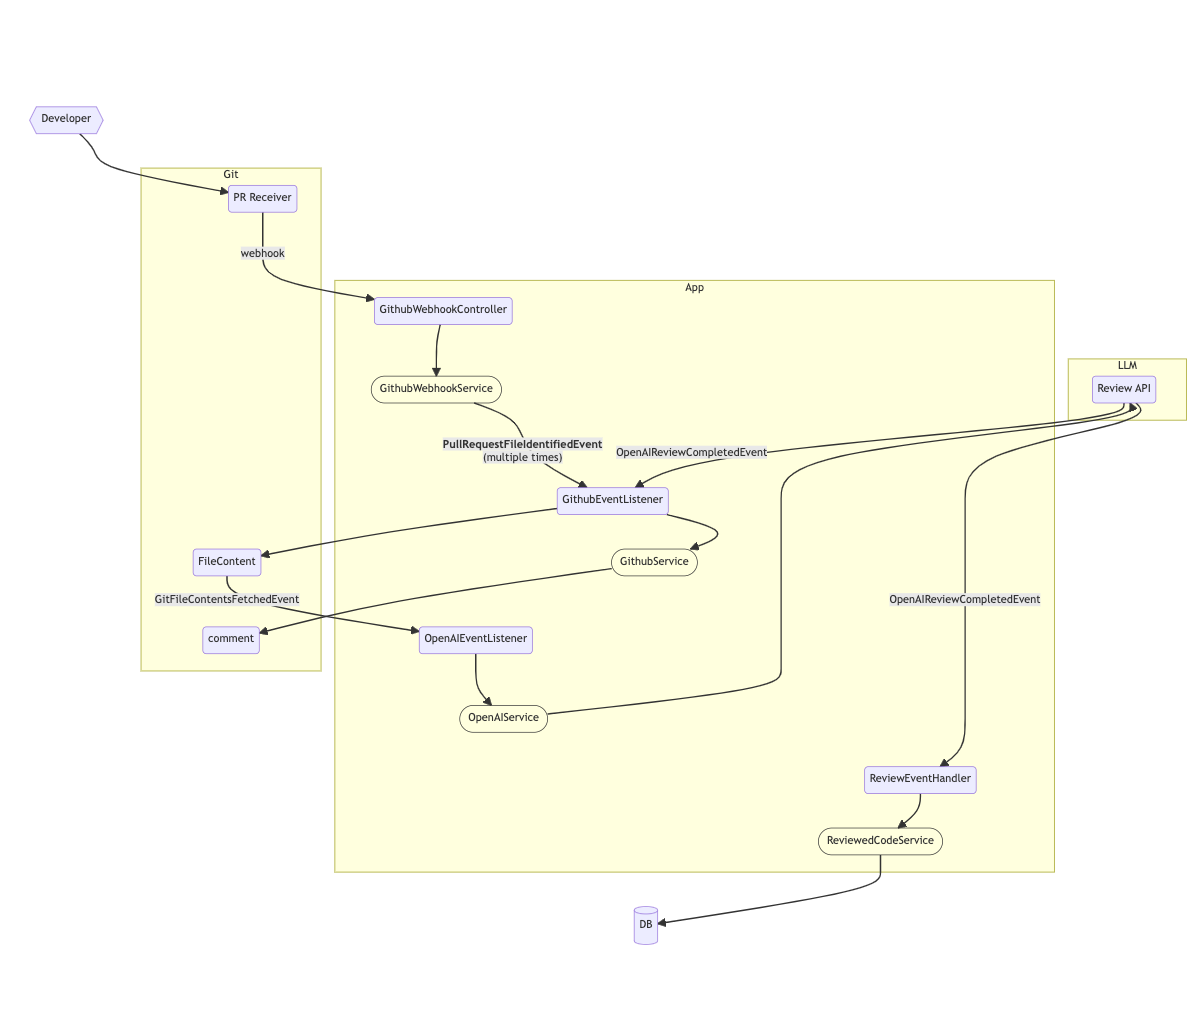 Developer
Git
PR Receiver
webhook
App
GithubWebhookController
LLM
GithubWebhookService
Review API
PullRequestFileIdentifiedEvent
(multiple times)
OpenAIReviewCompletedEvent
GithubEventListener
FileContent
GithubService
GitFileContentsFetchedEvent
OpenAIReviewCompletedEvent
comment
OpenAIEventListener
OpenAIService
ReviewEventHandler
ReviewedCodeService
DB